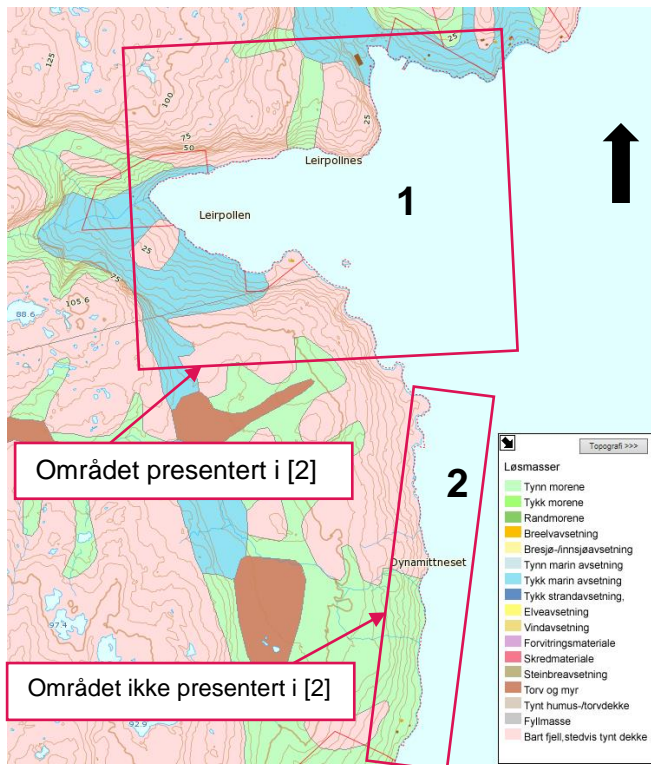 125
100
75
50
25
25
Leirpollnes
1
Leirpollen
25
75
105.6
88.6
Området presentert i [2]
2
Dynamittneset
97.4
Området ikke presentert i [2]
92.9
Topografi >>>
Løsmasser
Tynn morene
Tykk morene
Randmorene
Breelvavsetning
Bresjø-/innsjøavsetning
Tynn marin avsetning
Tykk marin avsetning
Tykk strandavsetning,
Elveavsetning
Vindavsetning
Forvitringsmateriale
Skredmateriale
Steinbreavsetning
Torv og myr
Tynt humus-/torvdekke
Fyllmasse
Bart fjell,stedvis tynt dekke